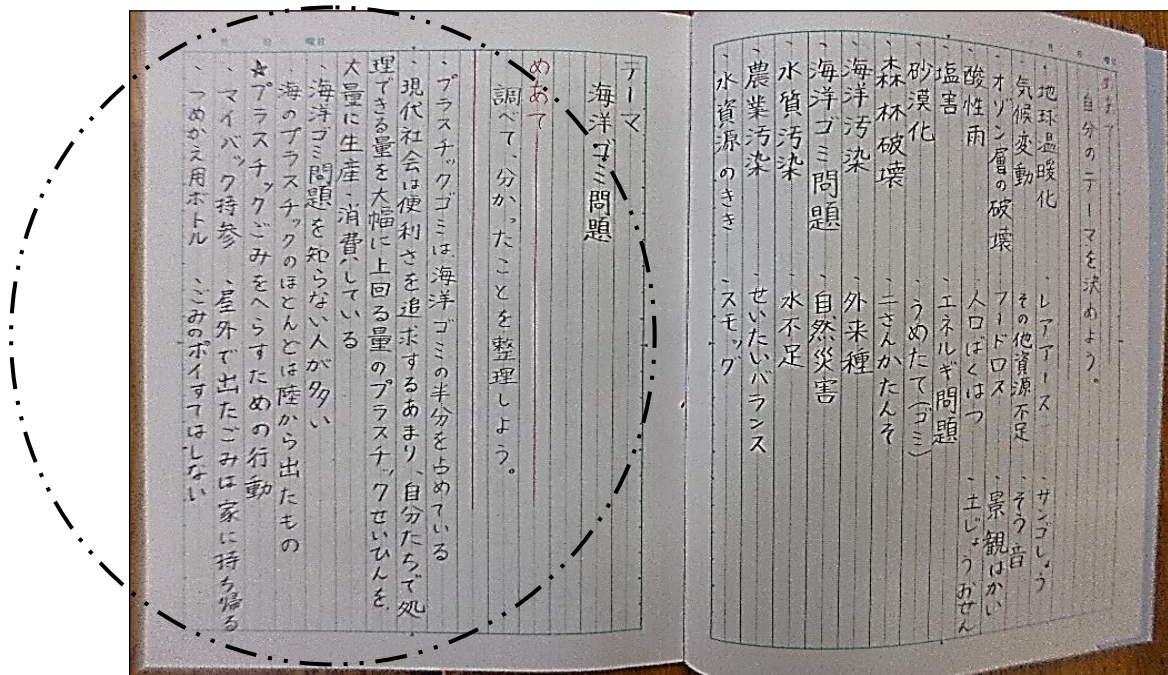 めあて
自分のテーマを決めよう。
・地球温暖化 ・レアアース ・サンゴしょう
・気候変動 ・その他資源不足 ・そう音
・オゾン層の破壊 ・フードロス ・景観はかい
・酸性雨 ・人口ばくはつ ・土じょうおせん
・塩害 ・エネルギ問題
・砂漠化 ・うめたて(ゴミ)
・森林破壊 ・二さんかたんそ
・海洋汚染 ・外来種
・海洋ゴミ問題 ・自然災害
・水質汚染 ・水不足
・農業汚染 ・せいたいバランス
・水資源のきき ・スモッグ
テーマ
海洋ゴミ問題
めあて
調べて、分かったことを整理しよう。
・プラスチックゴミは海洋ゴミの半分を占めている
・現代社会は便利さを追求するあまり、自分たちで処
理できる量を大幅に上回る量のプラスチックせいひんを
大量に生産・消費している
・海洋ゴミ問題を知らない人が多い
・海のプラスチックのほとんどは陸から出たもの
☆プラスチックごみをへらすための行動
・マイバック持参 ・屋外で出たごみは家に持ち帰る
・つめかえ用ボトル ・ごみのポイすてはしない
月 日 曜日
月 日 曜日